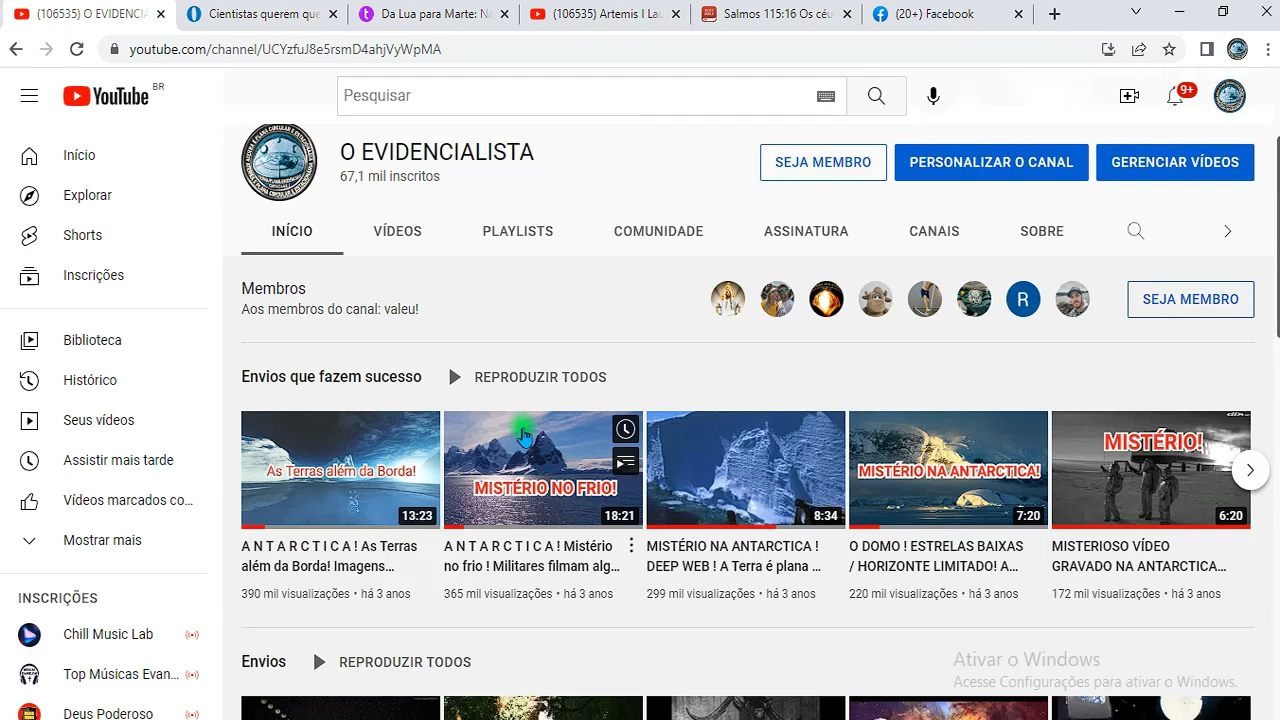 (106535) O EVIDENCIA
Cientistas querem que
Da Lua para Marte: Na
(106535) Artemis I Lau
Salmos 115:16 Os céu
(20+) Facebook
youtube.com/channel/UCYzfuJ8e5rsmD4ahjVyWpMA
YouTube BR
Pesquisar
9+
Início
Explorar
Shorts
Inscrições
Biblioteca
Histórico
Seus vídeos
Assistir mais tarde
Vídeos marcados co...
Mostrar mais
INSCRIÇÕES
Chill Music Lab
Top Músicas Evan...
Deus Poderoso
O EVIDENCIALISTA
67,1 mil inscritos
SEJA MEMBRO
PERSONALIZAR O CANAL
GERENCIAR VÍDEOS
INÍCIO VÍDEOS PLAYLISTS COMUNIDADE ASSINATURA CANAIS SOBRE
Membros
Aos membros do canal: valeu!
R
SEJA MEMBRO
Envios que fazem sucesso
REPRODUZIR TODOS
As Terras além da Borda!
13:23
A N T A R C T I C A ! As Terras
além da Borda! Imagens...
390 mil visualizações • há 3 anos
MISTÉRIO NO FRIO!
18:21
A N T A R C T I C A ! Mistério
no frio ! Militares filmam alg...
365 mil visualizações • há 3 anos
8:34
MISTÉRIO NA ANTARCTICA !
DEEP WEB ! A Terra é plana ...
299 mil visualizações • há 3 anos
MISTÉRIO NA ANTARCTICA!
7:20
O DOMO ! ESTRELAS BAIXAS
/ HORIZONTE LIMITADO! A...
220 mil visualizações • há 3 anos
MISTÉRIO!
6:20
MISTERIOSO VÍDEO
GRAVADO NA ANTARCTICA...
172 mil visualizações • há 3 anos
Envios
REPRODUZIR TODOS
Ativar o Windows
Acesse Configurações para ativar o Windows.